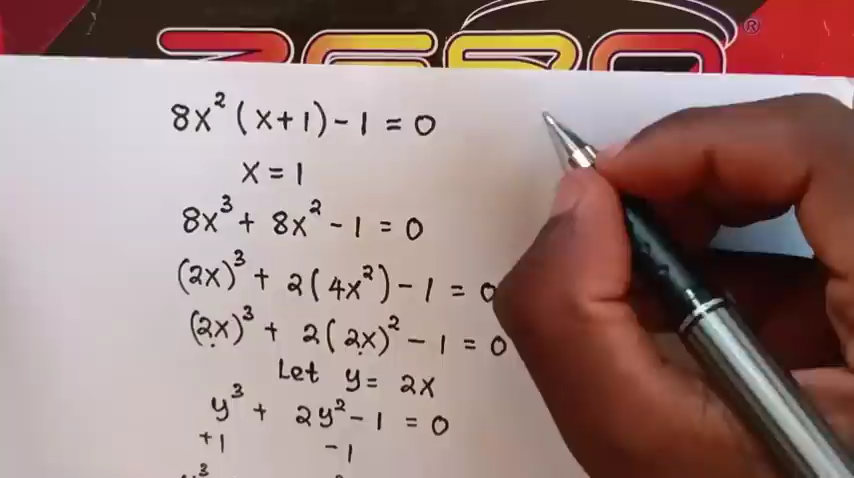 ®
8x² (x+1) - 1 = 0
x = 1
8x³ + 8x² - 1 = 0
(2x)³ + 2(4x²) - 1 = 0
(2x)³ + 2(2x)² - 1 = 0
Let y = 2x
y³ + 2y² - 1 = 0
+1 -1